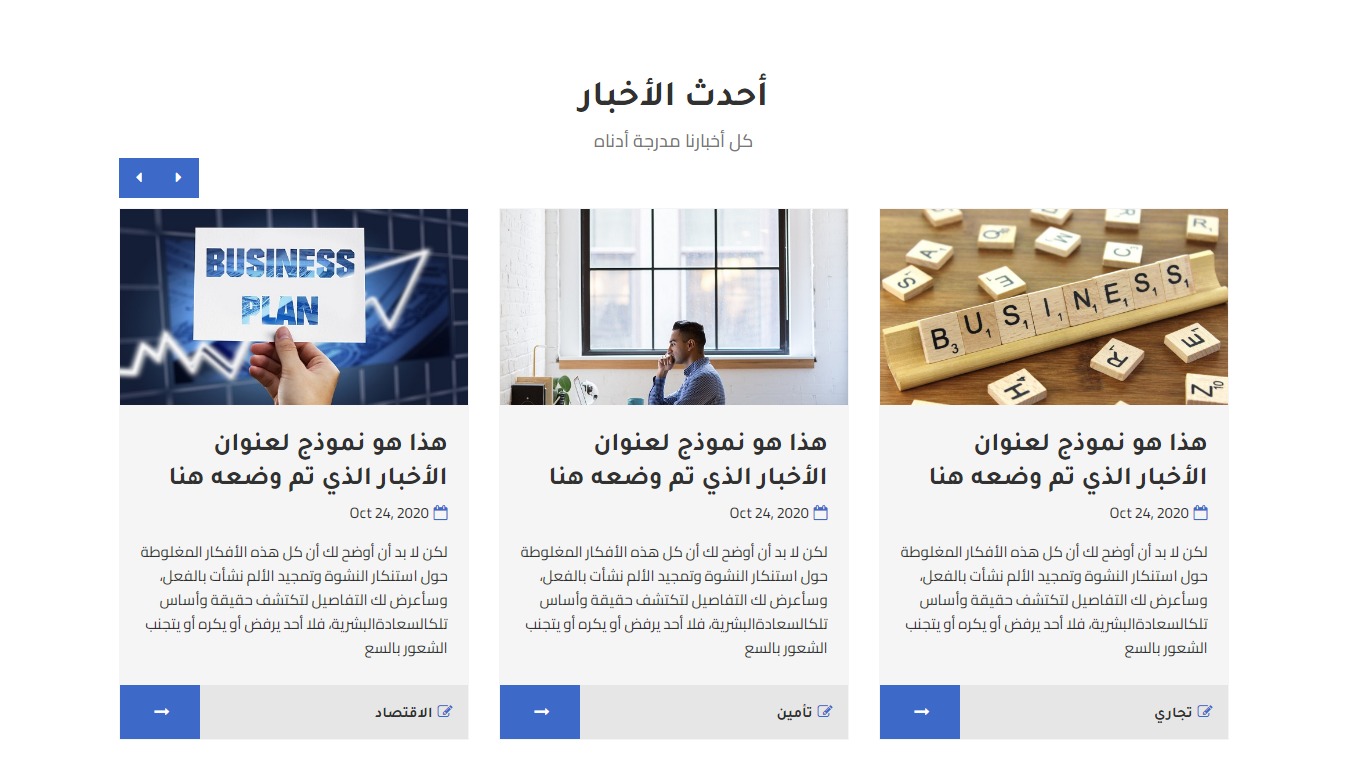 أحدث الأخبار
كل أخبارنا مدرجة أدناه
BUSINESS
هذا هو نموذج لعنوان
الأخبار الذي تم وضعه هنا
Oct 24, 2020
لكن لا بد أن أوضح لك أن كل هذه الأفكار المغلوطة
حول استنكار النشوة وتمجيد الألم نشأت بالفعل،
وسأعرض لك التفاصيل لتكتشف حقيقة وأساس
تلكالسعادةالبشرية، فلا أحد يرفض أو يكره أو يتجنب
الشعور بالسع
تجاري
هذا هو نموذج لعنوان
الأخبار الذي تم وضعه هنا
Oct 24, 2020
لكن لا بد أن أوضح لك أن كل هذه الأفكار المغلوطة
حول استنكار النشوة وتمجيد الألم نشأت بالفعل،
وسأعرض لك التفاصيل لتكتشف حقيقة وأساس
تلكالسعادةالبشرية، فلا أحد يرفض أو يكره أو يتجنب
الشعور بالسع
تأمين
BUSINESS
PLAN
هذا هو نموذج لعنوان
الأخبار الذي تم وضعه هنا
Oct 24, 2020
لكن لا بد أن أوضح لك أن كل هذه الأفكار المغلوطة
حول استنكار النشوة وتمجيد الألم نشأت بالفعل،
وسأعرض لك التفاصيل لتكتشف حقيقة وأساس
تلكالسعادةالبشرية، فلا أحد يرفض أو يكره أو يتجنب
الشعور بالسع
الاقتصاد